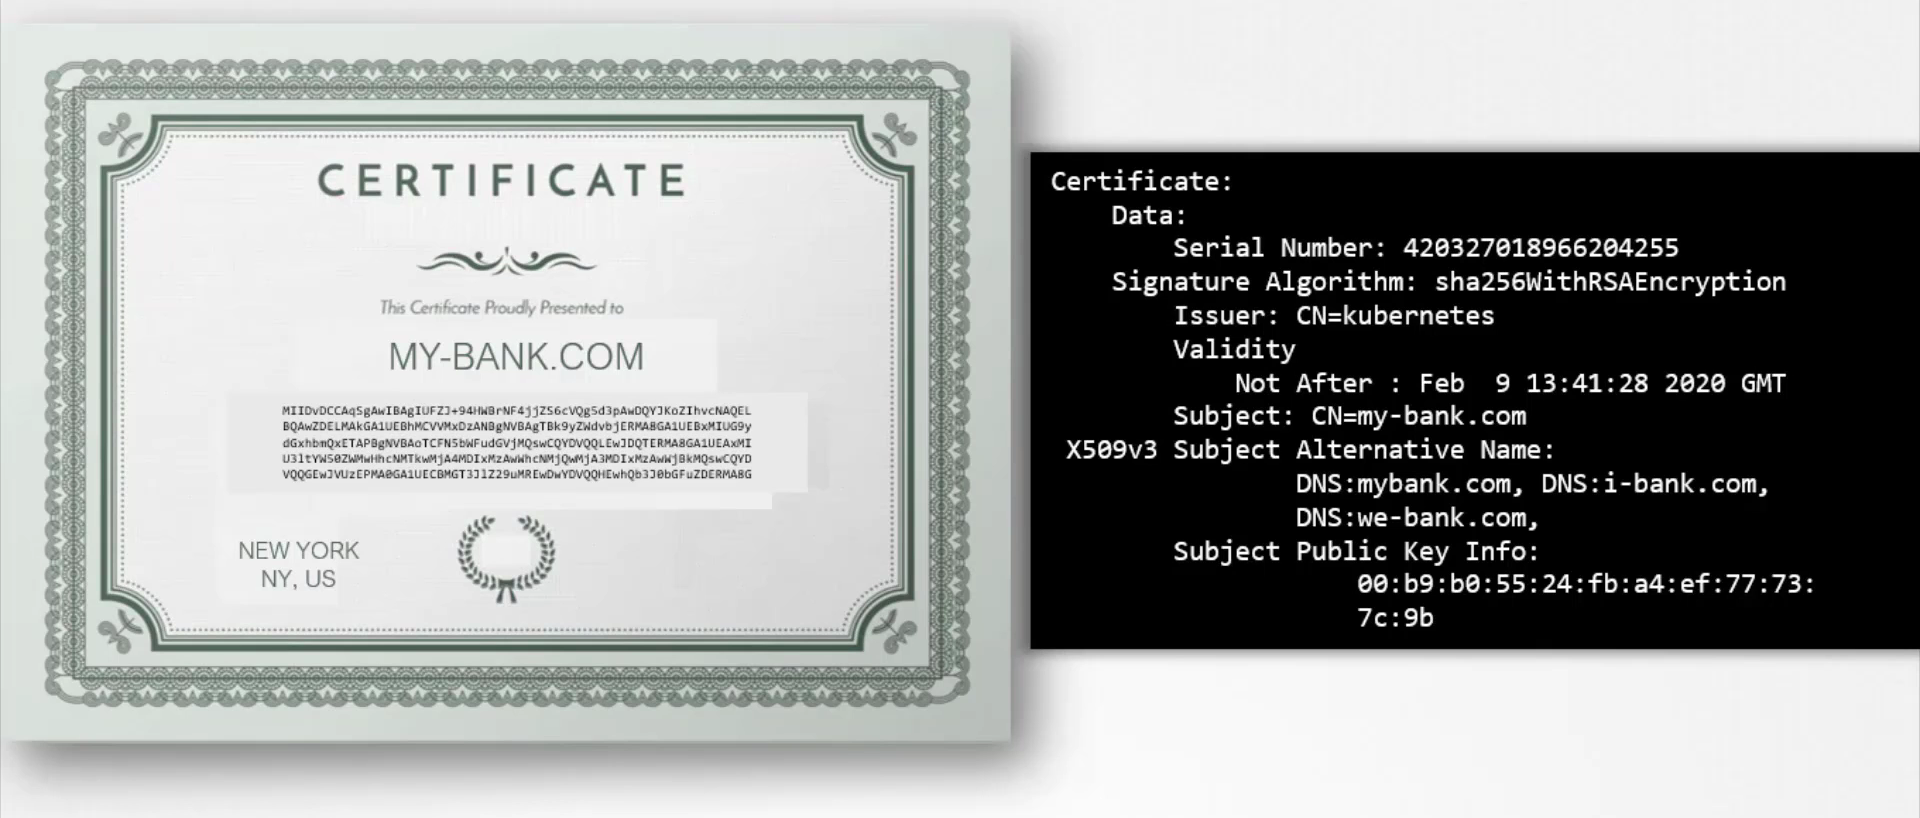 CERTIFICATE
This Certificate Proudly Presented to
MY-BANK.COM
MIIDvDCCAqSgAwIBAgIUFZJ+94HWBrNF4jjZS6cVQgSd3pAwDQYJKoZIhvcNAQEL
BQAwZDELMAkGA1UEBhMCVVMxDzANBgNVBAgTBk9yZWdvbjERMA8GA1UEBxMIUG9y
dGxhbmQxETAPBgNVBAoTCFN5bWFudGVjMQswCQYDVQQLEwJDQTERMA8GA1UEAxMI
U3ltYW50ZWMwHhcNMTkwMjA4MDIxMzAwWhcNMjQwMjA3MDIxMzAwWjBkMQswCQYD
VQQGEwJVUzEPMA0GA1UECBMGT3JlZ29uMREwDwYDVQQHEwhQb3J0bGFuZDERMA8G
NEW YORK
NY, US
Certificate:
Data:
Serial Number: 420327018966204255
Signature Algorithm: sha256WithRSAEncryption
Issuer: CN=kubernetes
Validity
Not After : Feb  9 13:41:28 2020 GMT
Subject: CN=my-bank.com
X509v3 Subject Alternative Name:
DNS:mybank.com, DNS:i-bank.com,
DNS:we-bank.com,
Subject Public Key Info:
00:b9:b0:55:24:fb:a4:ef:77:73:
7c:9b